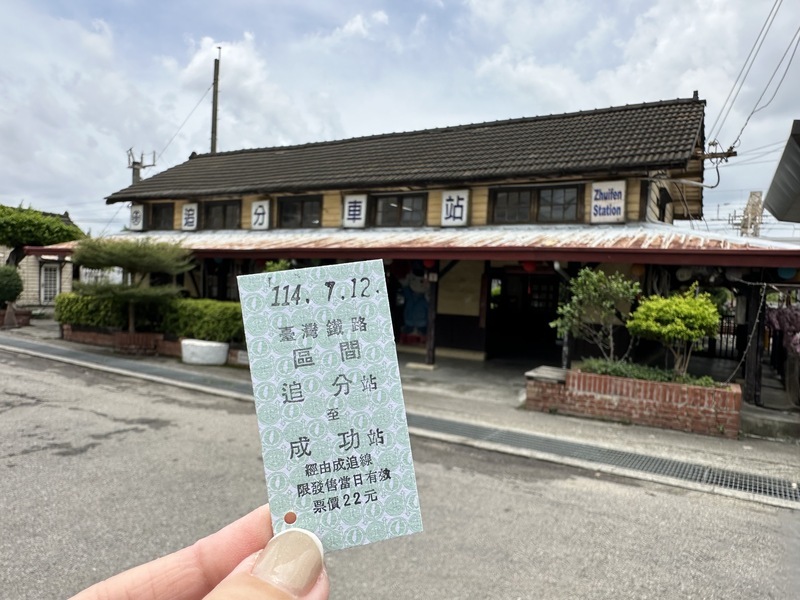 追分車站
Zhuifen
Station
114.7.12.
臺灣鐵路
區間
追分站
至
成功站
經由成追線
限發售當日有效
票價22元